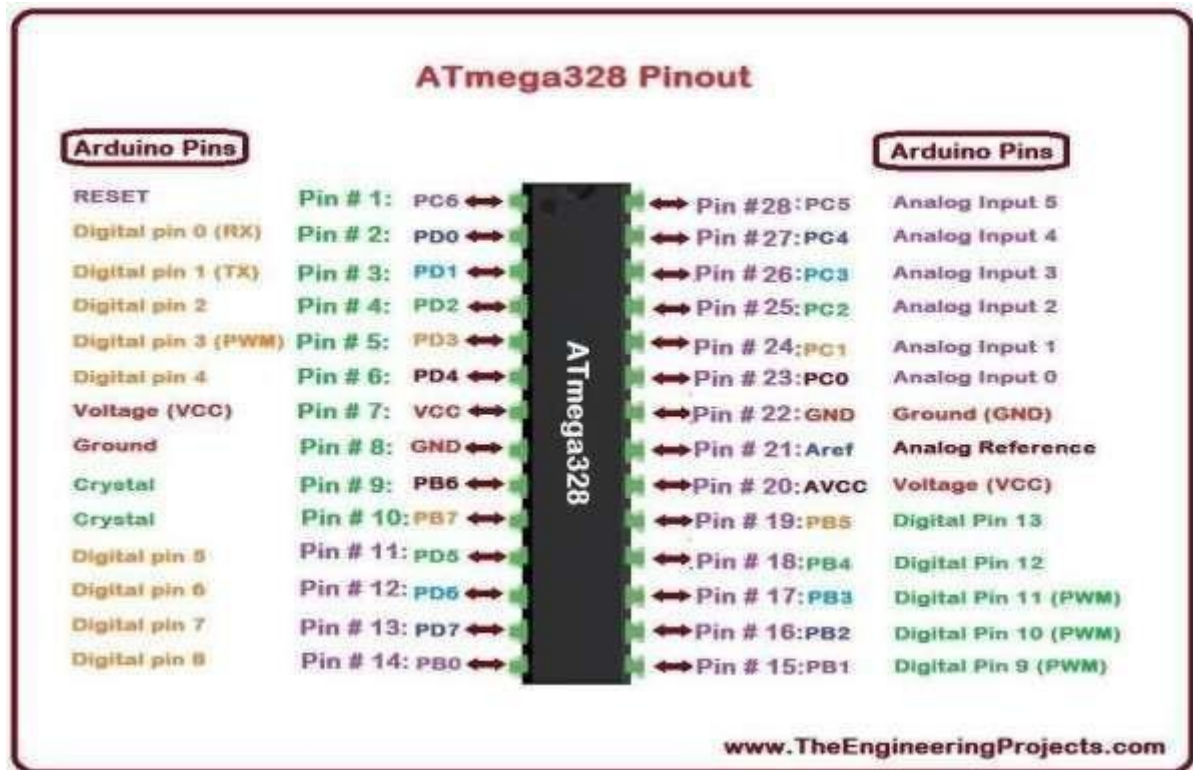 ATmega328 Pinout
Arduino Pins
RESET Pin # 1: PC6
Digital pin 0 (RX) Pin # 2: PD0
Digital pin 1 (TX) Pin # 3: PD1
Digital pin 2 Pin # 4: PD2
Digital pin 3 (PWM) Pin # 5: PD3
Digital pin 4 Pin # 6: PD4
Voltage (VCC) Pin # 7: VCC
Ground Pin # 8: GND
Crystal Pin # 9: PB6
Crystal Pin # 10: PB7
Digital pin 5 Pin # 11: PD5
Digital pin 6 Pin # 12: PD6
Digital pin 7 Pin # 13: PD7
Digital pin 8 Pin # 14: PB0
ATmega328
Arduino Pins
Pin #28: PC5 Analog Input 5
Pin #27: PC4 Analog Input 4
Pin # 26: PC3 Analog Input 3
Pin # 25: PC2 Analog Input 2
Pin # 24: PC1 Analog Input 1
Pin # 23: PC0 Analog Input 0
Pin # 22: GND Ground (GND)
Pin # 21: Aref Analog Reference
Pin # 20: AVCC Voltage (VCC)
Pin # 19: PB5 Digital Pin 13
Pin # 18: PB4 Digital Pin 12
Pin # 17: PB3 Digital Pin 11 (PWM)
Pin # 16: PB2 Digital Pin 10 (PWM)
Pin # 15: PB1 Digital Pin 9 (PWM)
www.TheEngineeringProjects.com